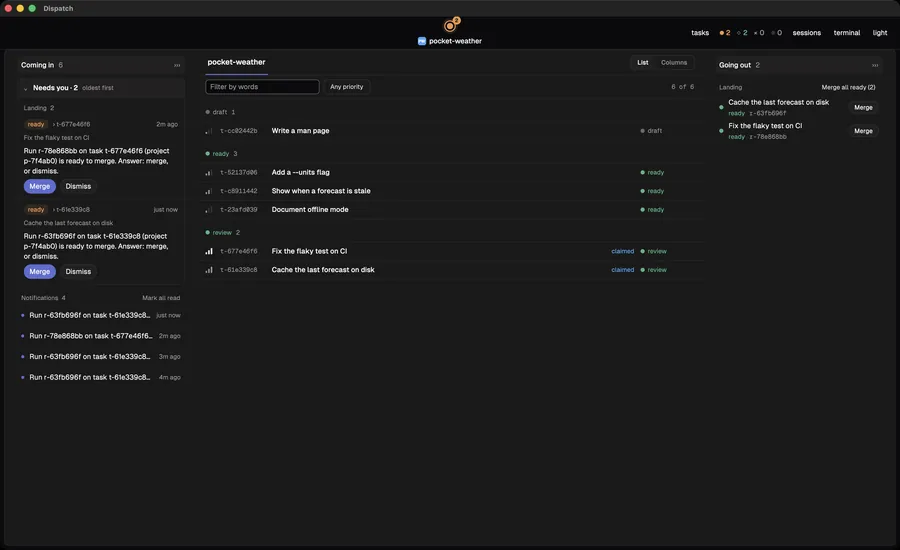 Dispatch
2
PW pocket-weather
tasks 2 2 0 0 sessions terminal light
Coming in 6
Needs you · 2 oldest first
Landing 2
ready t-677e46f6 2m ago
Fix the flaky test on CI
Run r-78e868bb on task t-677e46f6 (project
p-7f4ab0) is ready to merge. Answer: merge,
or dismiss.
Merge Dismiss
ready t-61e339c8 just now
Cache the last forecast on disk
Run r-63fb696f on task t-61e339c8 (project
p-7f4ab0) is ready to merge. Answer: merge,
or dismiss.
Merge Dismiss
Notifications 4 Mark all read
Run r-63fb696f on task t-61e339c8… just now
Run r-78e868bb on task t-677e46f6… 2m ago
Run r-63fb696f on task t-61e339c8… 3m ago
Run r-63fb696f on task t-61e339c8… 4m ago
pocket-weather List Columns
Filter by words Any priority 6 of 6
draft 1
t-cc02442b Write a man page draft
ready 3
t-52137d06 Add a --units flag ready
t-c8911442 Show when a forecast is stale ready
t-23afd039 Document offline mode ready
review 2
t-677e46f6 Fix the flaky test on CI claimed review
t-61e339c8 Cache the last forecast on disk claimed review
Going out 2
Landing Merge all ready (2)
Cache the last forecast on disk
ready r-63fb696f Merge
Fix the flaky test on CI
ready r-78e868bb Merge